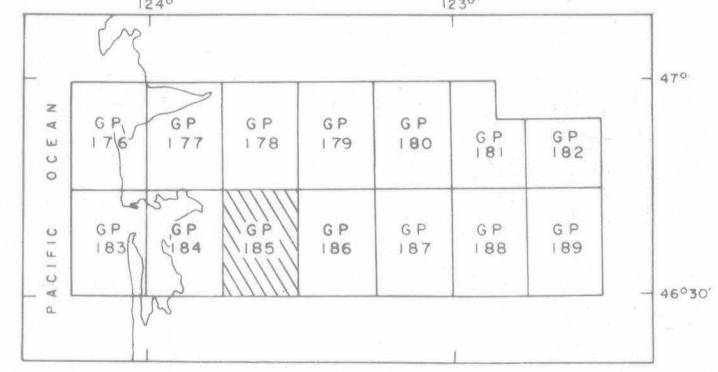 124° 123°
47°
PACIFIC OCEAN
GP 176
GP 177
GP 178
GP 179
GP 180
GP 181
GP 182
GP 183
GP 184
GP 185
GP 186
GP 187
GP 188
GP 189
46°30'